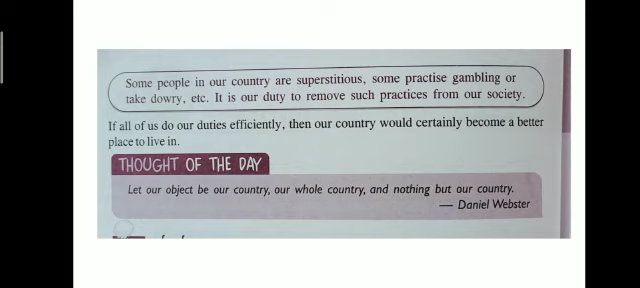 Some people in our country are superstitious, some practise gambling or
take dowry, etc. It is our duty to remove such practices from our society.
If all of us do our duties efficiently, then our country would certainly become a better
place to live in.
THOUGHT OF THE DAY
Let our object be our country, our whole country, and nothing but our country.
— Daniel Webster